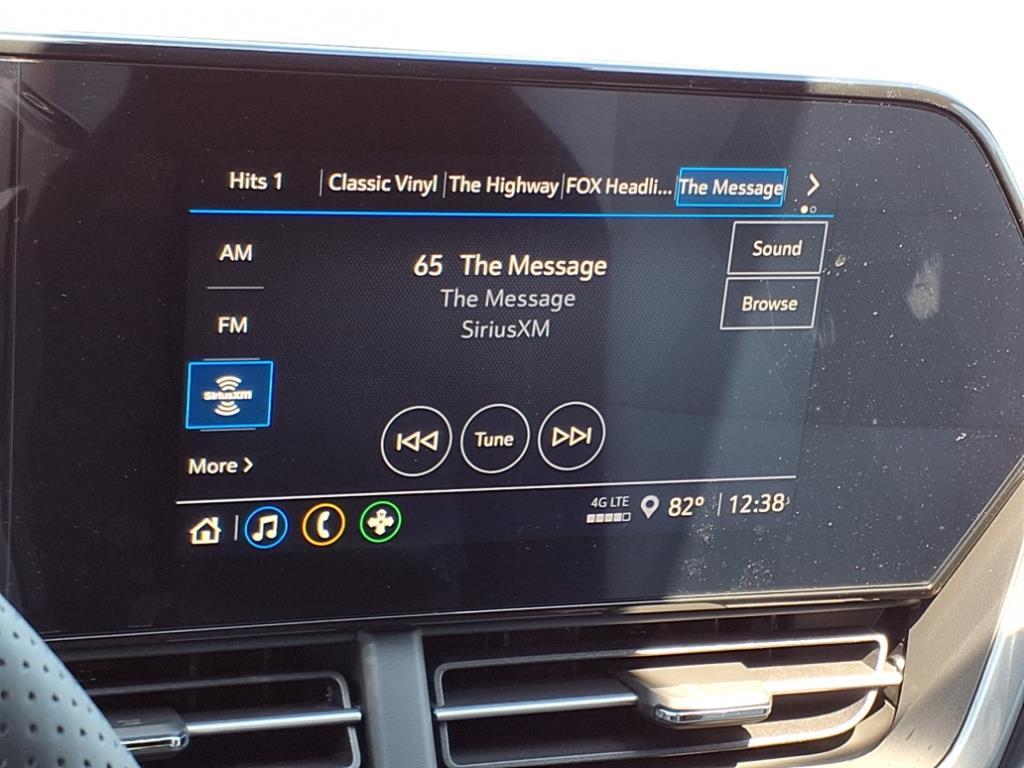 Hits 1 Classic Vinyl The Highway FOX Headli... The Message
AM
65 The Message
Sound
The Message
Browse
FM
SiriusXM
SiriusXM
Tune
More >
4G LTE
82° 12:38